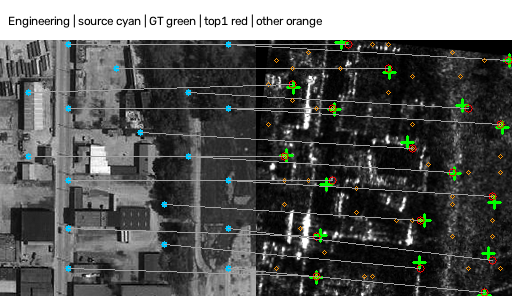 Engineering | source cyan | GT green | top1 red | other orange